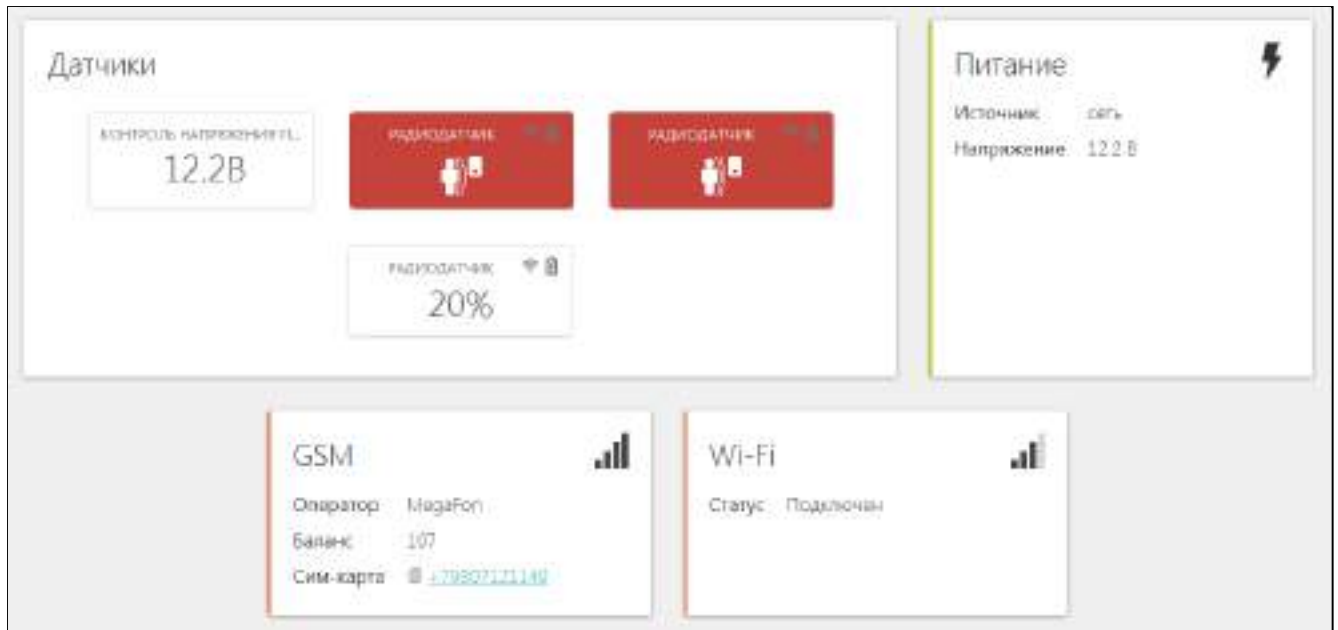 Датчики
КОНТРОЛЬ НАПРЯЖЕНИЯ П...
12.2В
РАДИОДАТЧИК
РАДИОДАТЧИК
РАДИОДАТЧИК
20%
Питание
Источник сеть
Напряжение 12.2 В
GSM
Оператор MegaFon
Баланс 107
Сим-карта
Wi-Fi
Статус Подключен